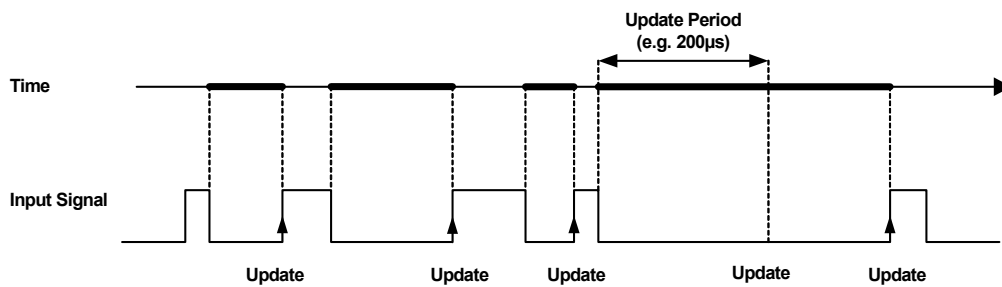 Update Period
(e.g. 200µs)
Time
Input Signal
Update
Update
Update
Update
Update